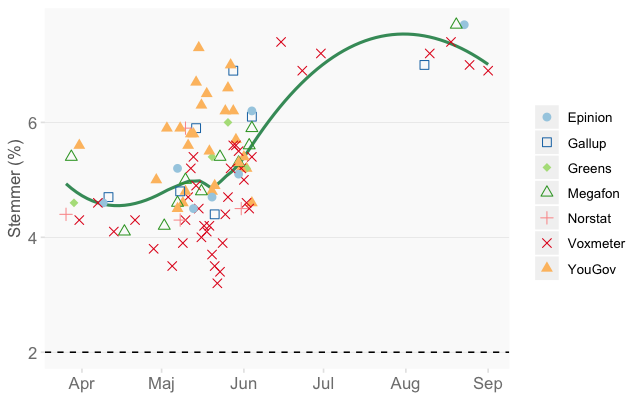 Stemmer (%)
6
4
2
Apr Maj Jun Jul Aug Sep
Epinion
Gallup
Greens
Megafon
Norstat
Voxmeter
YouGov